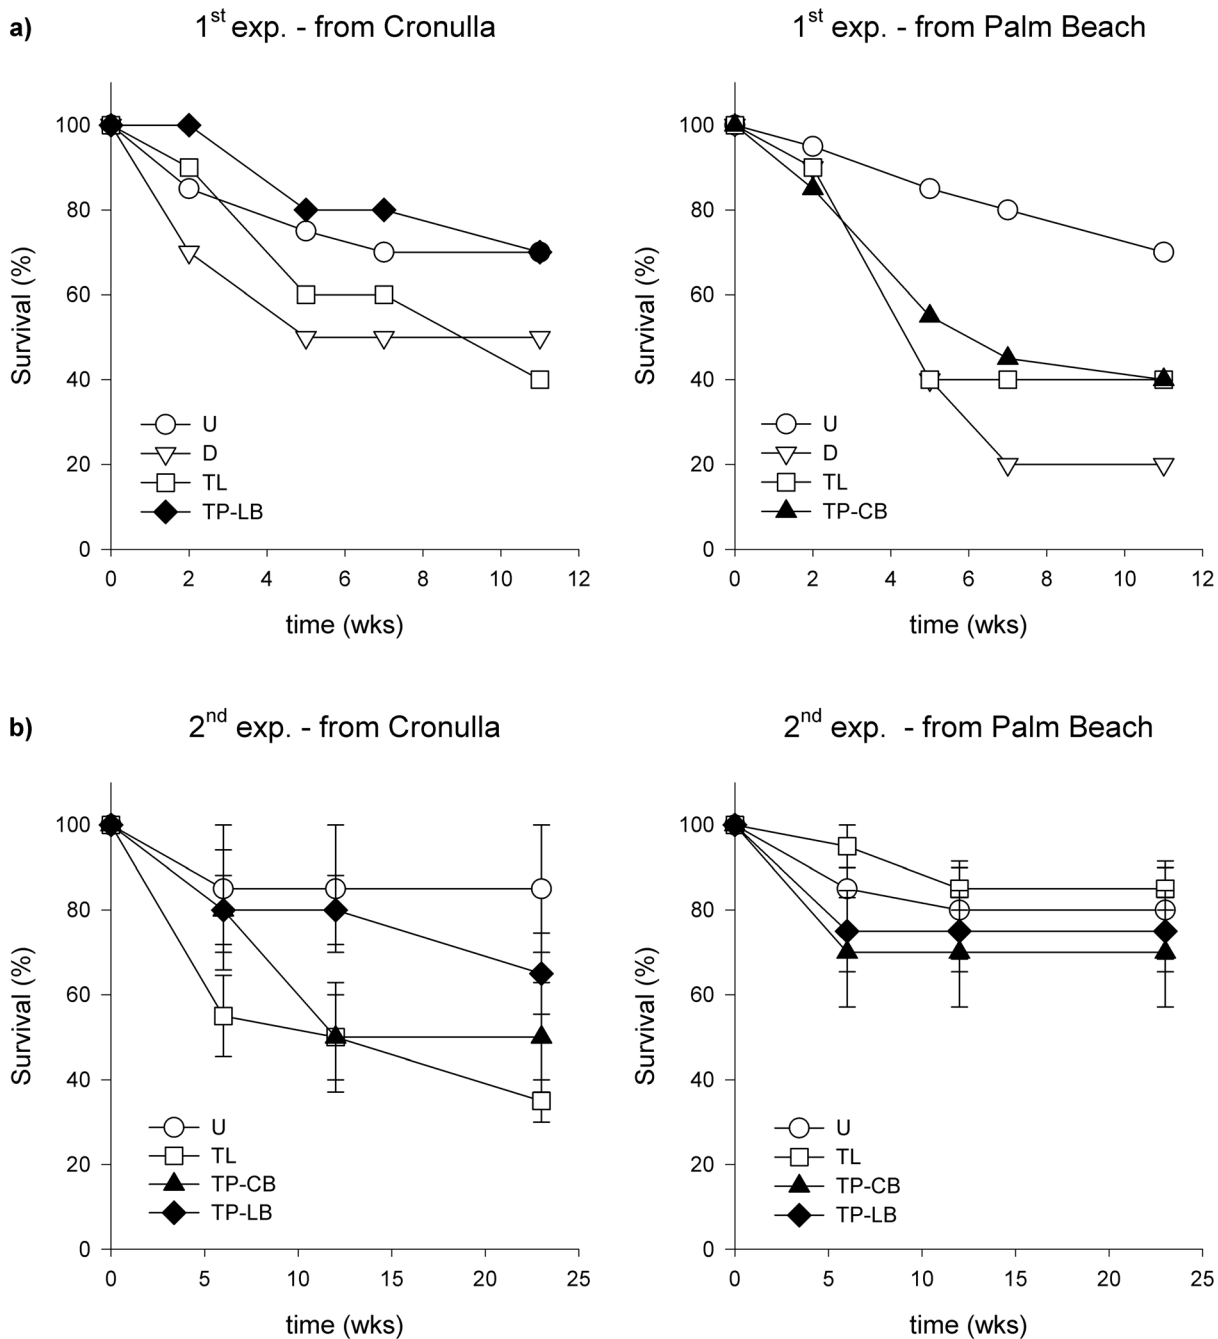 a)
1st exp. - from Cronulla
Survival (%)
100
80
60
40
20
0
U
D
TL
TP-LB
0 2 4 6 8 10 12
time (wks)
1st exp. - from Palm Beach
Survival (%)
100
80
60
40
20
0
U
D
TL
TP-CB
0 2 4 6 8 10 12
time (wks)
b)
2nd exp. - from Cronulla
Survival (%)
100
80
60
40
20
0
U
TL
TP-CB
TP-LB
0 5 10 15 20 25
time (wks)
2nd exp. - from Palm Beach
Survival (%)
100
80
60
40
20
0
U
TL
TP-CB
TP-LB
0 5 10 15 20 25
time (wks)